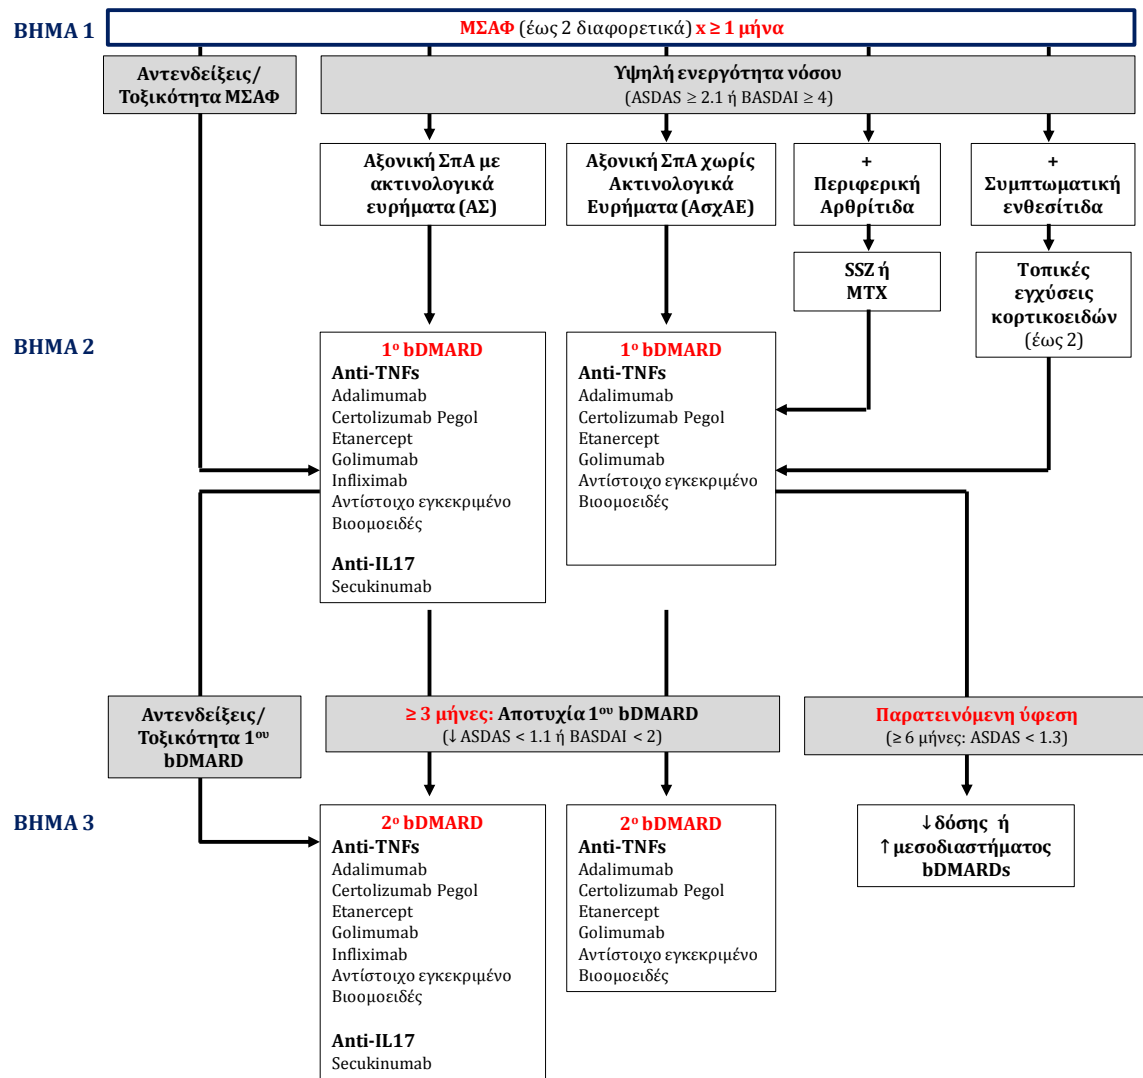 ΒΗΜΑ 1
ΜΣΑΦ (έως 2 διαφορετικά) x ≥ 1 μήνα
Αντενδείξεις/
Τοξικότητα ΜΣΑΦ
Υψηλή ενεργότητα νόσου
(ASDAS ≥ 2.1 ή BASDAI ≥ 4)
Αξονική ΣπΑ με
ακτινολογικά
ευρήματα (ΑΣ)
Αξονική ΣπΑ χωρίς
Ακτινολογικά
Ευρήματα (ΑσχΑΕ)
+
Περιφερική
Αρθρίτιδα
+
Συμπτωματική
ενθεσίτιδα
SSZ ή
MTX
Τοπικές
εγχύσεις
κορτικοειδών
(έως 2)
ΒΗΜΑ 2
1ο bDMARD
Anti-TNFs
Adalimumab
Certolizumab Pegol
Etanercept
Golimumab
Infliximab
Αντίστοιχο εγκεκριμένο
Βιοομοειδές
Anti-IL17
Secukinumab
1ο bDMARD
Anti-TNFs
Adalimumab
Certolizumab Pegol
Etanercept
Golimumab
Αντίστοιχο εγκεκριμένο
Βιοομοειδές
Αντενδείξεις/
Τοξικότητα 1ου
bDMARD
≥ 3 μήνες: Αποτυχία 1ου bDMARD
(↓ ASDAS < 1.1 ή BASDAI < 2)
Παρατεινόμενη ύφεση
(≥ 6 μήνες: ASDAS < 1.3)
ΒΗΜΑ 3
2ο bDMARD
Anti-TNFs
Adalimumab
Certolizumab Pegol
Etanercept
Golimumab
Infliximab
Αντίστοιχο εγκεκριμένο
Βιοομοειδές
Anti-IL17
Secukinumab
2ο bDMARD
Anti-TNFs
Adalimumab
Certolizumab Pegol
Etanercept
Golimumab
Αντίστοιχο εγκεκριμένο
Βιοομοειδές
↓δόσης ή
↑μεσοδιαστήματος
bDMARDs